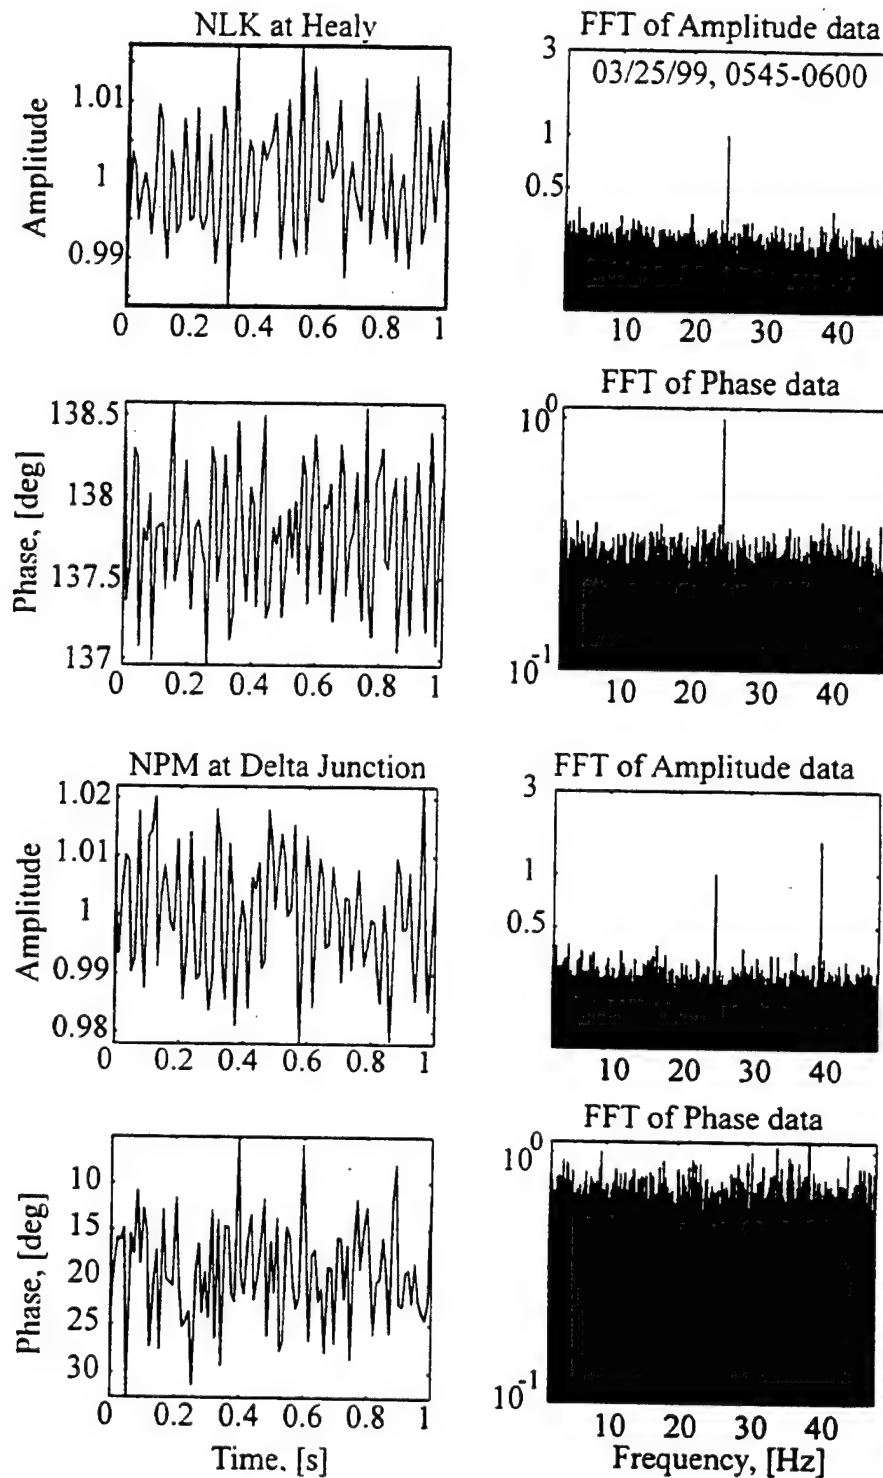 NLK at Healy
FFT of Amplitude data
Amplitude
1.01
1
0.99
0 0.2 0.4 0.6 0.8 1
3
1
0.5
03/25/99, 0545-0600
10 20 30 40
FFT of Phase data
Phase, [deg]
138.5
138
137.5
137
0 0.2 0.4 0.6 0.8 1
10^0
10^-1
10 20 30 40
NPM at Delta Junction
FFT of Amplitude data
Amplitude
1.02
1.01
1
0.99
0.98
0 0.2 0.4 0.6 0.8 1
3
1
0.5
10 20 30 40
FFT of Phase data
Phase, [deg]
10
15
20
25
30
0 0.2 0.4 0.6 0.8 1
Time, [s]
10^0
10^-1
10 20 30 40
Frequency, [Hz]